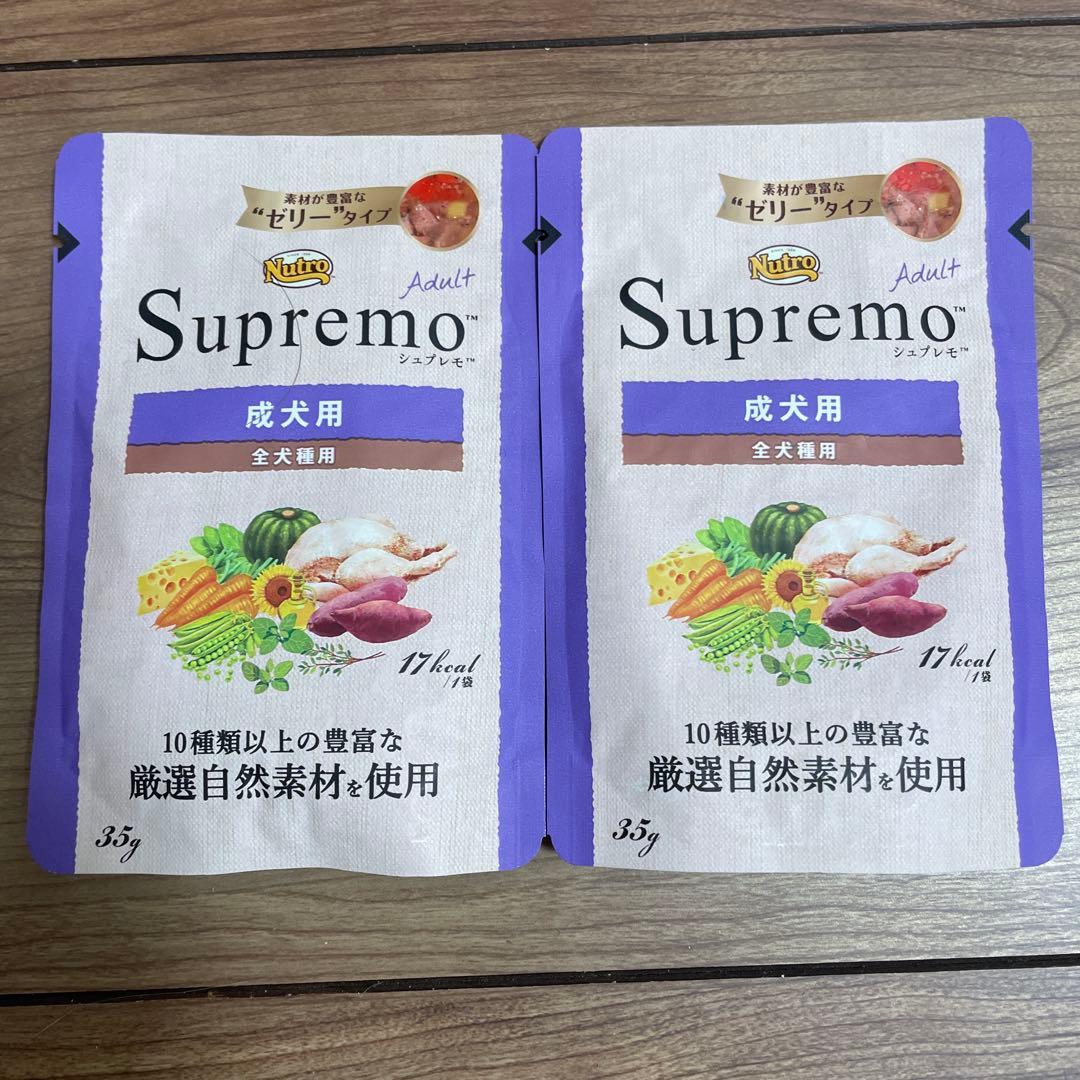 素材が豊富な
“ゼリー”タイプ
Nutro
Adult
Supremo™
シュプレモ™
成犬用
全犬種用
17kcal
/1袋
10種類以上の豊富な
厳選自然素材を使用
35g
素材が豊富な
“ゼリー”タイプ
Nutro
Adult
Supremo™
シュプレモ™
成犬用
全犬種用
17kcal
/1袋
10種類以上の豊富な
厳選自然素材を使用
35g